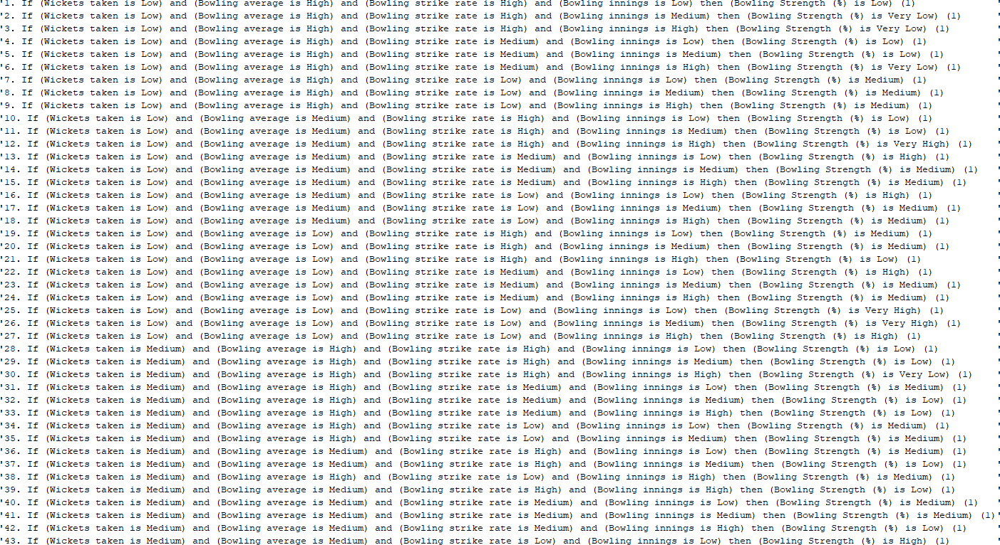 '1. If (Wickets taken is Low) and (Bowling average is High) and (Bowling strike rate is High) and (Bowling innings is Low) then (Bowling Strength (%) is Low) (1) '
'2. If (Wickets taken is Low) and (Bowling average is High) and (Bowling strike rate is High) and (Bowling innings is Medium) then (Bowling Strength (%) is Very Low) (1) '
'3. If (Wickets taken is Low) and (Bowling average is High) and (Bowling strike rate is High) and (Bowling innings is High) then (Bowling Strength (%) is Very Low) (1) '
'4. If (Wickets taken is Low) and (Bowling average is High) and (Bowling strike rate is Medium) and (Bowling innings is Low) then (Bowling Strength (%) is Low) (1) '
'5. If (Wickets taken is Low) and (Bowling average is High) and (Bowling strike rate is Medium) and (Bowling innings is Medium) then (Bowling Strength (%) is Low) (1) '
'6. If (Wickets taken is Low) and (Bowling average is High) and (Bowling strike rate is Medium) and (Bowling innings is High) then (Bowling Strength (%) is Very Low) (1) '
'7. If (Wickets taken is Low) and (Bowling average is High) and (Bowling strike rate is Low) and (Bowling innings is Low) then (Bowling Strength (%) is Medium) (1) '
'8. If (Wickets taken is Low) and (Bowling average is High) and (Bowling strike rate is Low) and (Bowling innings is Medium) then (Bowling Strength (%) is Medium) (1) '
'9. If (Wickets taken is Low) and (Bowling average is High) and (Bowling strike rate is Low) and (Bowling innings is High) then (Bowling Strength (%) is Medium) (1) '
'10. If (Wickets taken is Low) and (Bowling average is Medium) and (Bowling strike rate is High) and (Bowling innings is Low) then (Bowling Strength (%) is Low) (1) '
'11. If (Wickets taken is Low) and (Bowling average is Medium) and (Bowling strike rate is High) and (Bowling innings is Medium) then (Bowling Strength (%) is Low) (1) '
'12. If (Wickets taken is Low) and (Bowling average is Medium) and (Bowling strike rate is High) and (Bowling innings is High) then (Bowling Strength (%) is Very High) (1) '
'13. If (Wickets taken is Low) and (Bowling average is Medium) and (Bowling strike rate is Medium) and (Bowling innings is Low) then (Bowling Strength (%) is High) (1) '
'14. If (Wickets taken is Low) and (Bowling average is Medium) and (Bowling strike rate is Medium) and (Bowling innings is Medium) then (Bowling Strength (%) is Medium) (1) '
'15. If (Wickets taken is Low) and (Bowling average is Medium) and (Bowling strike rate is Medium) and (Bowling innings is High) then (Bowling Strength (%) is Medium) (1) '
'16. If (Wickets taken is Low) and (Bowling average is Medium) and (Bowling strike rate is Low) and (Bowling innings is Low) then (Bowling Strength (%) is High) (1) '
'17. If (Wickets taken is Low) and (Bowling average is Medium) and (Bowling strike rate is Low) and (Bowling innings is Medium) then (Bowling Strength (%) is Medium) (1) '
'18. If (Wickets taken is Low) and (Bowling average is Medium) and (Bowling strike rate is Low) and (Bowling innings is High) then (Bowling Strength (%) is Medium) (1) '
'19. If (Wickets taken is Low) and (Bowling average is Low) and (Bowling strike rate is High) and (Bowling innings is Low) then (Bowling Strength (%) is Medium) (1) '
'20. If (Wickets taken is Low) and (Bowling average is Low) and (Bowling strike rate is High) and (Bowling innings is Medium) then (Bowling Strength (%) is Medium) (1) '
'21. If (Wickets taken is Low) and (Bowling average is Low) and (Bowling strike rate is High) and (Bowling innings is High) then (Bowling Strength (%) is Low) (1) '
'22. If (Wickets taken is Low) and (Bowling average is Low) and (Bowling strike rate is Medium) and (Bowling innings is Low) then (Bowling Strength (%) is High) (1) '
'23. If (Wickets taken is Low) and (Bowling average is Low) and (Bowling strike rate is Medium) and (Bowling innings is Medium) then (Bowling Strength (%) is Medium) (1) '
'24. If (Wickets taken is Low) and (Bowling average is Low) and (Bowling strike rate is Medium) and (Bowling innings is High) then (Bowling Strength (%) is Medium) (1) '
'25. If (Wickets taken is Low) and (Bowling average is Low) and (Bowling strike rate is Low) and (Bowling innings is Low) then (Bowling Strength (%) is Very High) (1) '
'26. If (Wickets taken is Low) and (Bowling average is Low) and (Bowling strike rate is Low) and (Bowling innings is Medium) then (Bowling Strength (%) is Very High) (1) '
'27. If (Wickets taken is Low) and (Bowling average is Low) and (Bowling strike rate is Low) and (Bowling innings is High) then (Bowling Strength (%) is High) (1) '
'28. If (Wickets taken is Medium) and (Bowling average is High) and (Bowling strike rate is High) and (Bowling innings is Low) then (Bowling Strength (%) is Low) (1) '
'29. If (Wickets taken is Medium) and (Bowling average is High) and (Bowling strike rate is High) and (Bowling innings is Medium) then (Bowling Strength (%) is Low) (1) '
'30. If (Wickets taken is Medium) and (Bowling average is High) and (Bowling strike rate is High) and (Bowling innings is High) then (Bowling Strength (%) is Very Low) (1) '
'31. If (Wickets taken is Medium) and (Bowling average is High) and (Bowling strike rate is Medium) and (Bowling innings is Low) then (Bowling Strength (%) is Medium) (1) '
'32. If (Wickets taken is Medium) and (Bowling average is High) and (Bowling strike rate is Medium) and (Bowling innings is Medium) then (Bowling Strength (%) is Low) (1) '
'33. If (Wickets taken is Medium) and (Bowling average is High) and (Bowling strike rate is Medium) and (Bowling innings is High) then (Bowling Strength (%) is Low) (1) '
'34. If (Wickets taken is Medium) and (Bowling average is High) and (Bowling strike rate is Low) and (Bowling innings is Low) then (Bowling Strength (%) is Medium) (1) '
'35. If (Wickets taken is Medium) and (Bowling average is High) and (Bowling strike rate is Low) and (Bowling innings is Medium) then (Bowling Strength (%) is Medium) (1) '
'36. If (Wickets taken is Medium) and (Bowling average is Medium) and (Bowling strike rate is High) and (Bowling innings is Low) then (Bowling Strength (%) is Medium) (1) '
'37. If (Wickets taken is Medium) and (Bowling average is Medium) and (Bowling strike rate is High) and (Bowling innings is Medium) then (Bowling Strength (%) is Low) (1) '
'38. If (Wickets taken is Medium) and (Bowling average is High) and (Bowling strike rate is Low) and (Bowling innings is High) then (Bowling Strength (%) is Medium) (1) '
'39. If (Wickets taken is Medium) and (Bowling average is Medium) and (Bowling strike rate is High) and (Bowling innings is High) then (Bowling Strength (%) is Low) (1) '
'40. If (Wickets taken is Medium) and (Bowling average is Medium) and (Bowling strike rate is Medium) and (Bowling innings is Low) then (Bowling Strength (%) is Medium) (1) '
'41. If (Wickets taken is Medium) and (Bowling average is Medium) and (Bowling strike rate is Medium) and (Bowling innings is Medium) then (Bowling Strength (%) is Medium) (1)'
'42. If (Wickets taken is Medium) and (Bowling average is Medium) and (Bowling strike rate is Medium) and (Bowling innings is High) then (Bowling Strength (%) is Low) (1) '
'43. If (Wickets taken is Medium) and (Bowling average is Medium) and (Bowling strike rate is Low) and (Bowling innings is Low) then (Bowling Strength (%) is High) (1) '